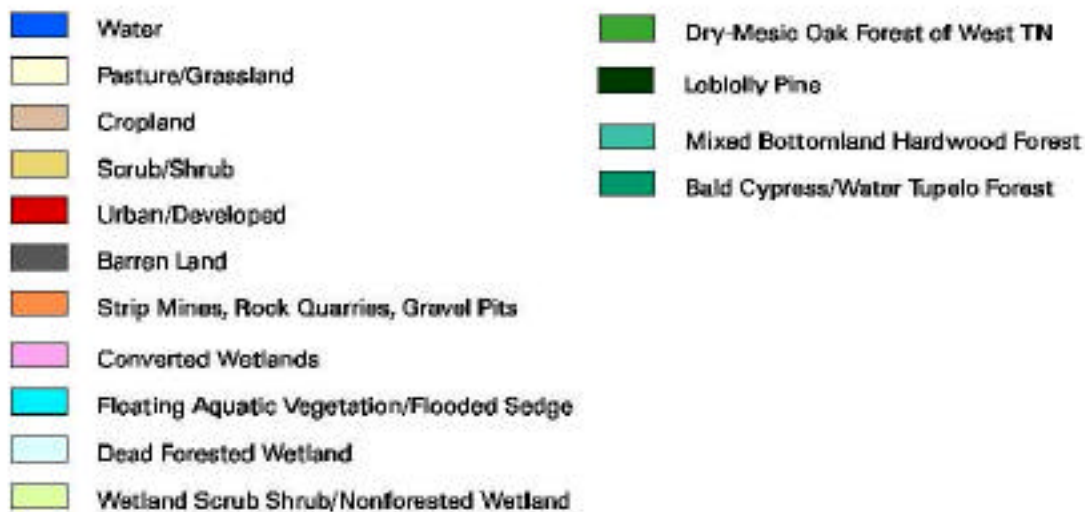 Water
Pasture/Grassland
Cropland
Scrub/Shrub
Urban/Developed
Barren Land
Strip Mines, Rock Quarries, Gravel Pits
Converted Wetlands
Floating Aquatic Vegetation/Flooded Sedge
Dead Forested Wetland
Wetland Scrub Shrub/Nonforested Wetland
Dry-Mesic Oak Forest of West TN
Loblolly Pine
Mixed Bottomland Hardwood Forest
Bald Cypress/Water Tupelo Forest